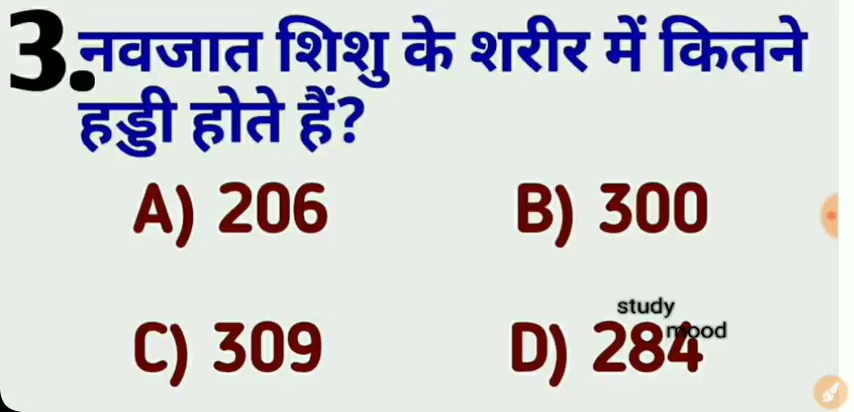 3. नवजात शिशु के शरीर में कितने
हड्डी होते हैं?
A) 206 B) 300
C) 309 D) 284
study
mood